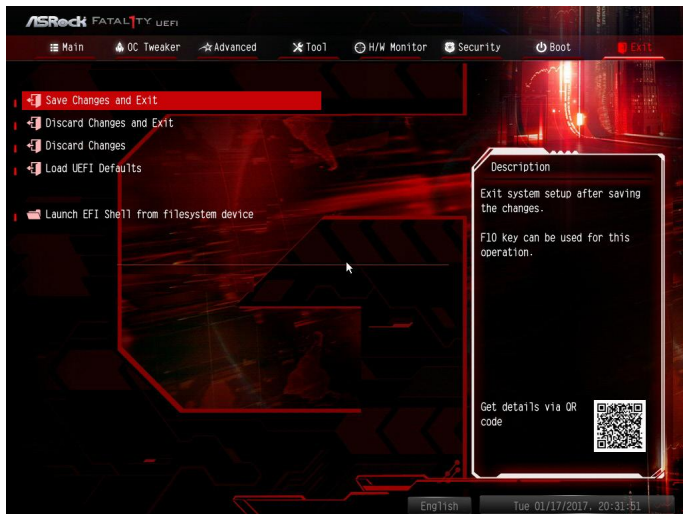 ASRock FATAL1TY UEFI
Main OC Tweaker Advanced Tool H/W Monitor Security Boot Exit
Save Changes and Exit
Discard Changes and Exit
Discard Changes
Load UEFI Defaults
Launch EFI Shell from filesystem device
Description
Exit system setup after saving
the changes.
F10 key can be used for this
operation.
Get details via QR
code
English Tue 01/17/2017. 20:31:51